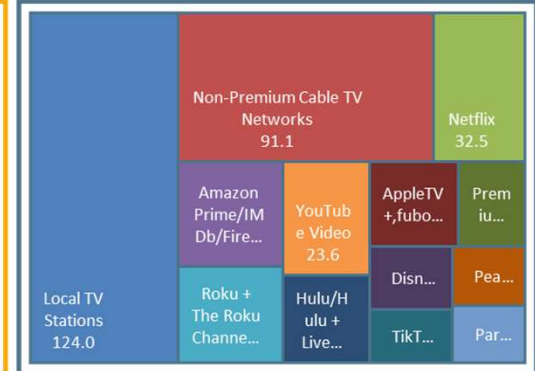 Non-Premium Cable TV
Networks
91.1
Netflix
32.5
Amazon
Prime/IM
Db/Fire...
YouTub
e Video
23.6
AppleTV
+,fubo...
Prem
iu...
Disn...
Pea...
Local TV
Stations
124.0
Roku +
The Roku
Channe...
Hulu/H
ulu +
Live...
TikT...
Par...